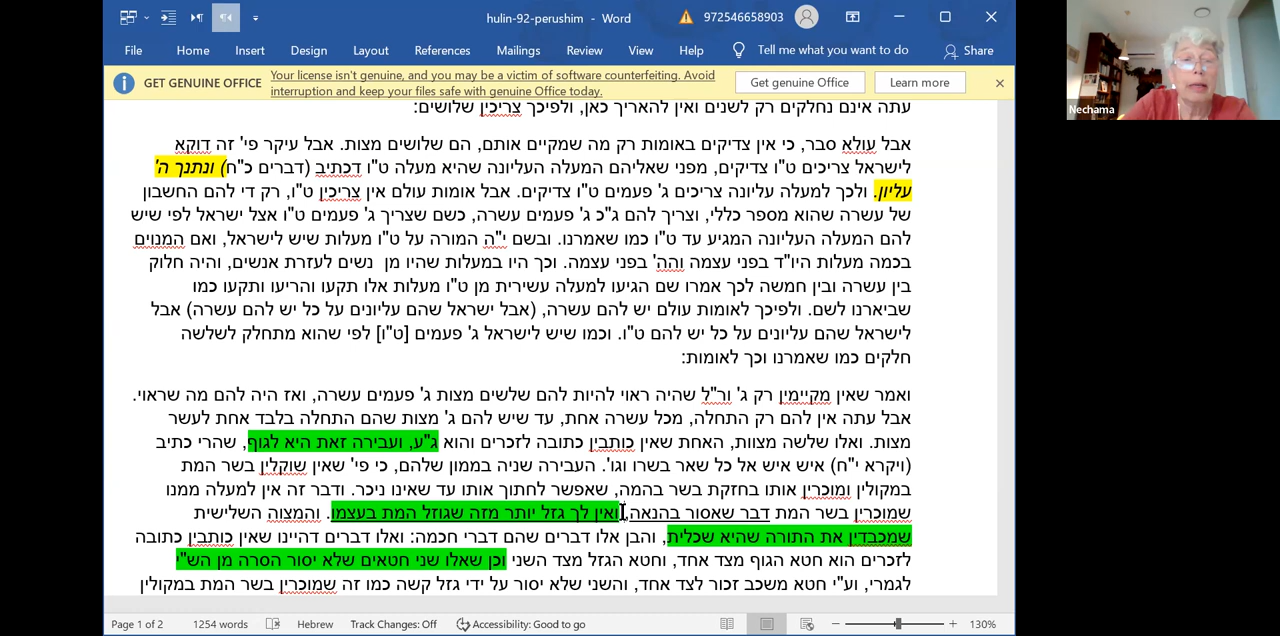 hulin-92-perushim - Word
972546658903
File Home Insert Design Layout References Mailings Review View Help Tell me what you want to do Share
GET GENUINE OFFICE Your license isn't genuine, and you may be a victim of software counterfeiting. Avoid
interruption and keep your files safe with genuine Office today.
Get genuine Office Learn more
Nechama
עתה אינם נחלקים רק לשנים ואין להאריך כאן, ולפיכך צריכין שלושים:
אבל עולא סבר, כי אין צדיקים באומות רק מה שמקיים אותם, הם שלושים מצות. אבל עיקר פי' זה דוקא
לישראל צריכים ט"ו צדיקים, מפני שאליהם המעלה העליונה שהיא מעלה ט"ו דכתיב (דברים כ"ח) ונתנך ה'
עליון. ולכך למעלה עליונה צריכים ג' פעמים ט"ו צדיקים. אבל אומות עולם אין צריכין ט"ו, רק די להם החשבון
של עשרה שהוא מספר כללי, וצריך להם ג"כ ג' פעמים עשרה, כשם שצריך ג' פעמים ט"ו אצל ישראל לפי שיש
להם המעלה העליונה המגיע עד ט"ו כמו שאמרנו. ובשם י"ה המורה על ט"ו מעלות שיש לישראל, ואם המנוים
בכמה מעלות היו"ד בפני עצמה והה' בפני עצמה. וכך היו במעלות שהיו מן נשים לעזרת אנשים, והיה חלוק
בין עשרה ובין חמשה לכך אמרו שם הגיעו למעלה עשירית מן ט"ו מעלות אלו תקעו והריעו ותקעו כמו
שביארנו לשם. ולפיכך לאומות עולם יש להם עשרה, (אבל ישראל שהם עליונים על כל יש להם עשרה) אבל
לישראל שהם עליונים על כל יש להם ט"ו. וכמו שיש לישראל ג' פעמים [ט"ו] לפי שהוא מתחלק לשלשה
חלקים כמו שאמרנו וכך לאומות:
ואמר שאין מקיימין רק ג' ור"ל שהיה ראוי להיות להם שלשים מצות ג' פעמים עשרה, ואז היה להם מה שראוי.
אבל עתה אין להם רק התחלה, מכל עשרה אחת, עד שיש להם ג' מצות שהם התחלה בלבד אחת לעשר
מצות. ואלו שלשה מצוות, האחת שאין כותבין כתובה לזכרים והוא ג"ע, ועבירה זאת היא לגוף, שהרי כתיב
(ויקרא י"ח) איש איש אל כל שאר בשרו וגו'. העבירה שניה בממון שלהם, כי פי' שאין שוקלין בשר המת
במקולין ומוכרין אותו בחזקת בשר בהמה, שאפשר לחתוך אותו עד שאינו ניכר. ודבר זה אין למעלה ממנו
שמוכרין בשר המת דבר שאסור בהנאה, ואין לך גזל יותר מזה שגוזל המת בעצמו. והמצוה השלישית
שמכבדין את התורה שהיא שכלית, והבן אלו דברים שהם דברי חכמה: ואלו דברים דהיינו שאין כותבין כתובה
לזכרים הוא חטא הגוף מצד אחד, וחטא הגזל מצד השני וכן שאלו שני חטאים שלא יסור הסרה מן הש"י
לגמרי, וע"י חטא משכב זכור לצד אחד, והשני שלא יסור על ידי גזל קשה כמו זה שמוכרין בשר המת במקולין
Page 1 of 2 1254 words Hebrew Track Changes: Off Accessibility: Good to go 130%